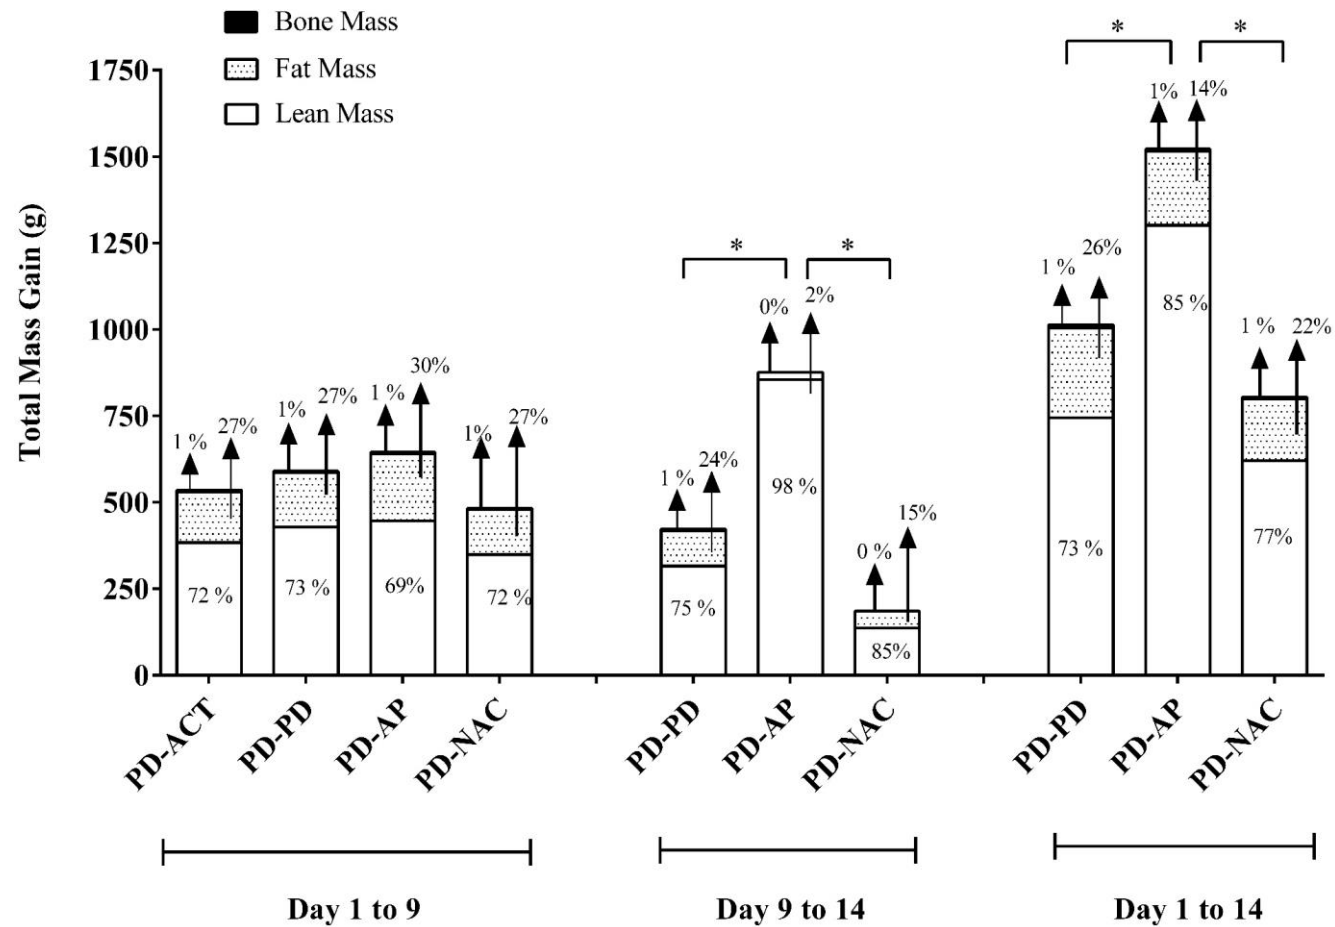 Bone Mass
Fat Mass
Lean Mass
Total Mass Gain (g)
1750
1500
1250
1000
750
500
250
0
1 %
27%
72 %
1%
27%
73 %
1 %
30%
69%
1%
27%
72 %
1 %
24%
75 %
*
*
0%
2%
98 %
0 %
15%
85%
*
*
1 %
26%
73 %
1%
14%
85 %
1 %
22%
77%
PD-ACT
PD-PD
PD-AP
PD-NAC
PD-PD
PD-AP
PD-NAC
PD-PD
PD-AP
PD-NAC
Day 1 to 9
Day 9 to 14
Day 1 to 14